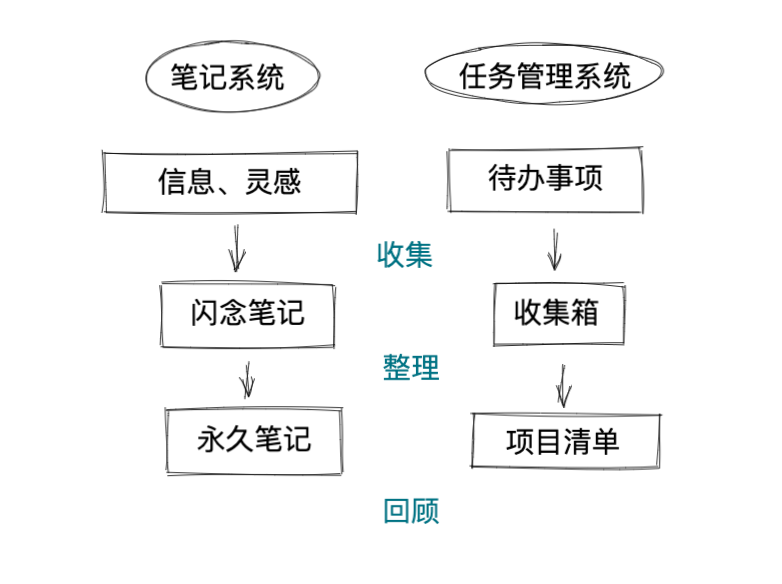 笔记系统
任务管理系统
信息、灵感
待办事项
收集
闪念笔记
收集箱
整理
永久笔记
项目清单
回顾